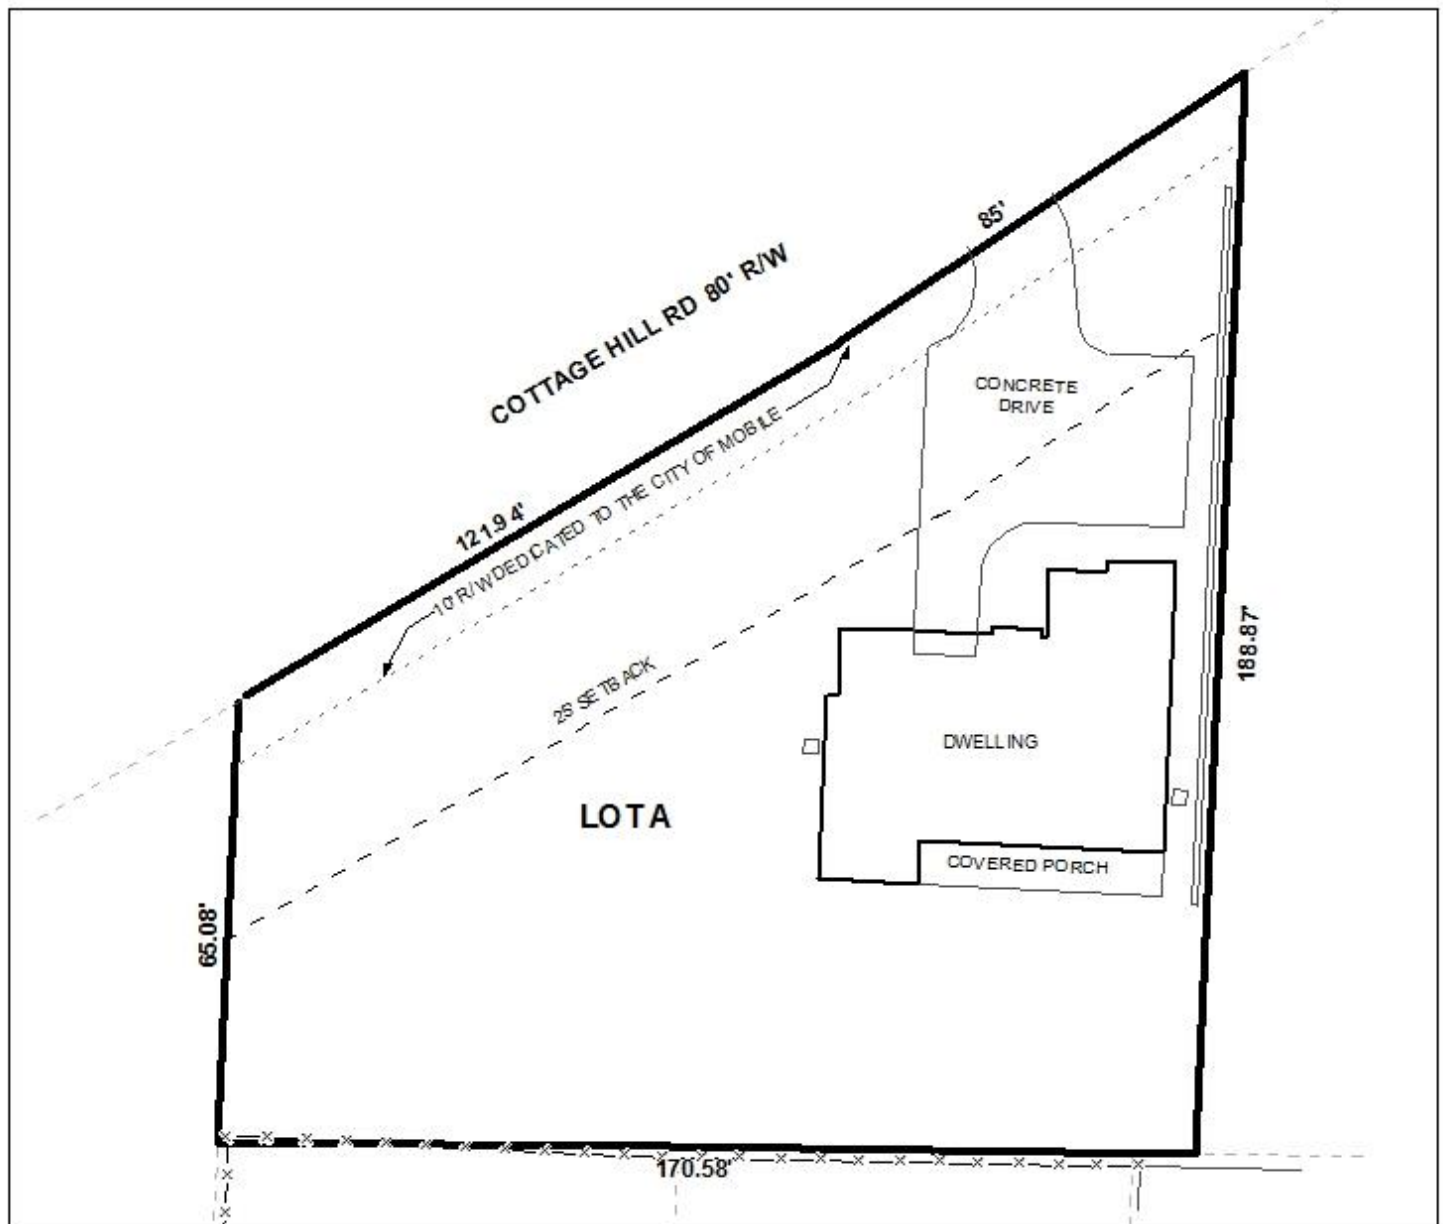 85'
COTTAGE HILL RD 80' R/W
CONCRETE
DRIVE
121.94'
10' R/W DEDICATED TO THE CITY OF MOBILE
25' SETBACK
188.87'
DWELLING
LOT A
COVERED PORCH
65.08'
170.58'